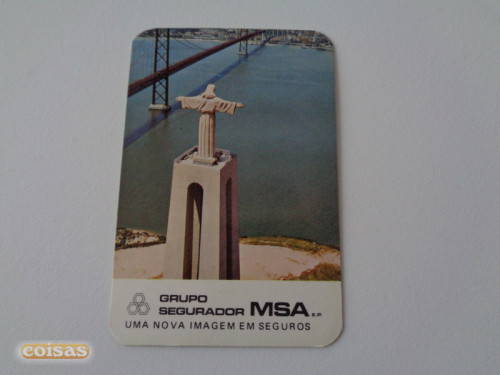 GRUPO
SEGURADOR MSA E.P.
UMA NOVA IMAGEM EM SEGUROS
coisas